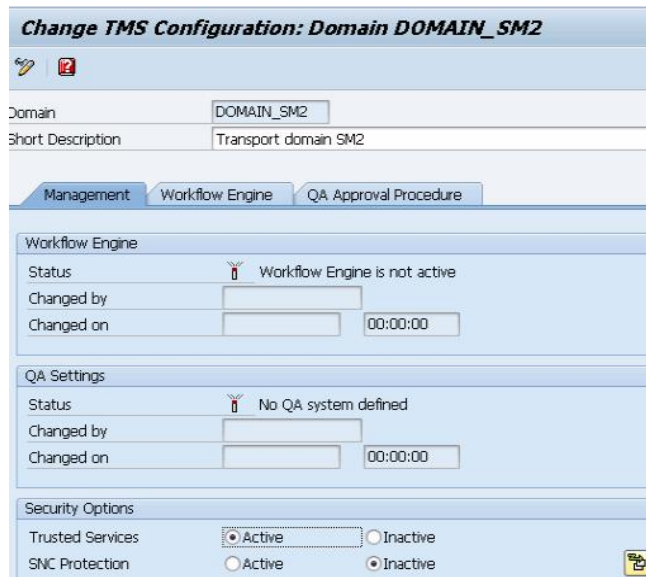 Change TMS Configuration: Domain DOMAIN_SM2
Domain DOMAIN_SM2
Short Description Transport domain SM2
Management Workflow Engine QA Approval Procedure
Workflow Engine
Status Workflow Engine is not active
Changed by
Changed on 00:00:00
QA Settings
Status No QA system defined
Changed by
Changed on 00:00:00
Security Options
Trusted Services Active Inactive
SNC Protection Active Inactive